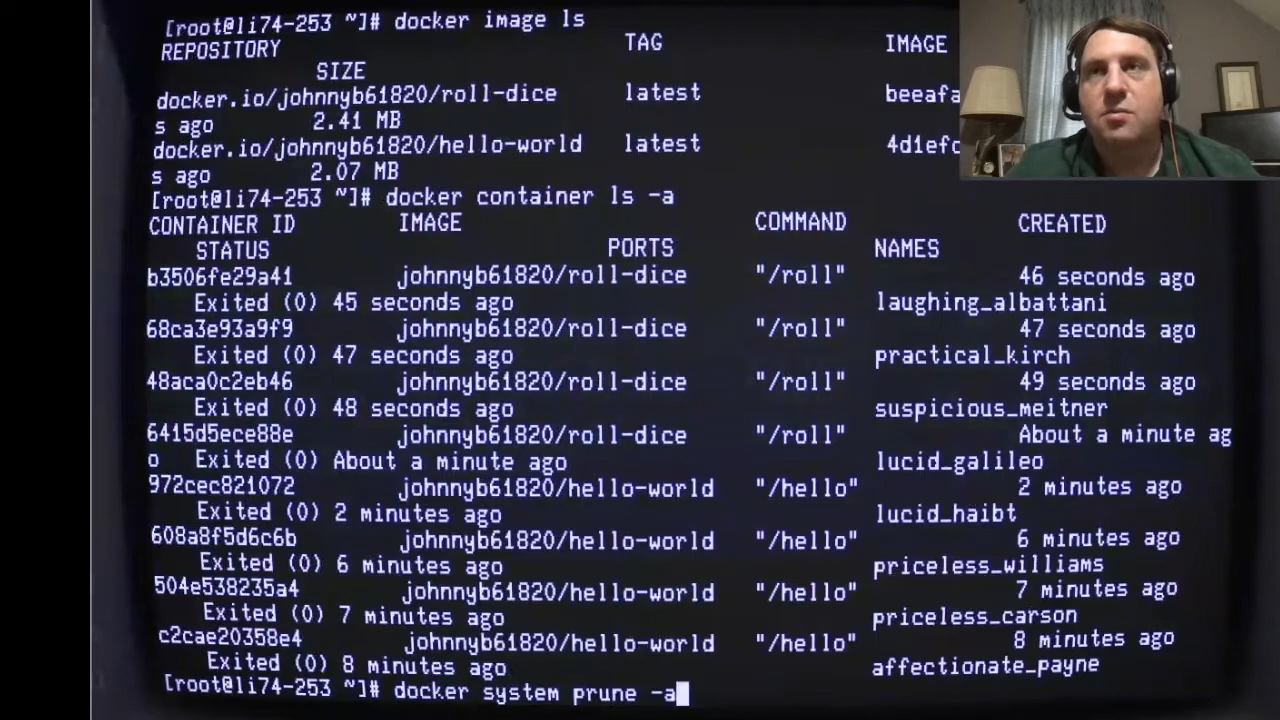 [root@li74-253 ~]# docker image ls
REPOSITORY TAG IMAGE
SIZE
docker.io/johnnyb61820/roll-dice latest beeafa
s ago 2.41 MB
docker.io/johnnyb61820/hello-world latest 4d1efc
s ago 2.07 MB
[root@li74-253 ~]# docker container ls -a
CONTAINER ID IMAGE COMMAND CREATED
STATUS PORTS NAMES
b3506fe29a41 johnnyb61820/roll-dice "/roll" 46 seconds ago
Exited (0) 45 seconds ago laughing_albattani
68ca3e93a9f9 johnnyb61820/roll-dice "/roll" 47 seconds ago
Exited (0) 47 seconds ago practical_kirch
48aca0c2eb46 johnnyb61820/roll-dice "/roll" 49 seconds ago
Exited (0) 48 seconds ago suspicious_meitner
6415d5ece88e johnnyb61820/roll-dice "/roll" About a minute ag
o Exited (0) About a minute ago lucid_galileo
972cec821072 johnnyb61820/hello-world "/hello" 2 minutes ago
Exited (0) 2 minutes ago lucid_haibt
608a8f5d6c6b johnnyb61820/hello-world "/hello" 6 minutes ago
Exited (0) 6 minutes ago priceless_williams
504e538235a4 johnnyb61820/hello-world "/hello" 7 minutes ago
Exited (0) 7 minutes ago priceless_carson
c2cae20358e4 johnnyb61820/hello-world "/hello" 8 minutes ago
Exited (0) 8 minutes ago affectionate_payne
[root@li74-253 ~]# docker system prune -a